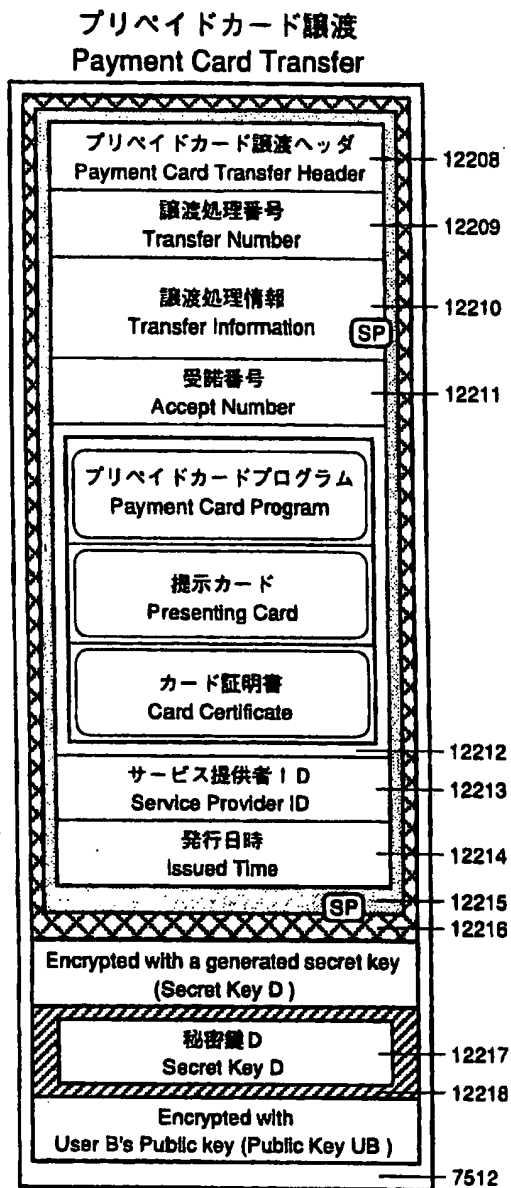 プリペイドカード譲渡
Payment Card Transfer
プリペイドカード譲渡ヘッダ
Payment Card Transfer Header
12208
譲渡処理番号
Transfer Number
12209
譲渡処理情報
Transfer Information
SP
12210
受諾番号
Accept Number
12211
プリペイドカードプログラム
Payment Card Program
提示カード
Presenting Card
カード証明書
Card Certificate
12212
サービス提供者ID
Service Provider ID
12213
発行日時
Issued Time
12214
SP
12215
12216
Encrypted with a generated secret key
(Secret Key D )
秘密鍵D
Secret Key D
12217
12218
Encrypted with
User B's Public key (Public Key UB )
7512